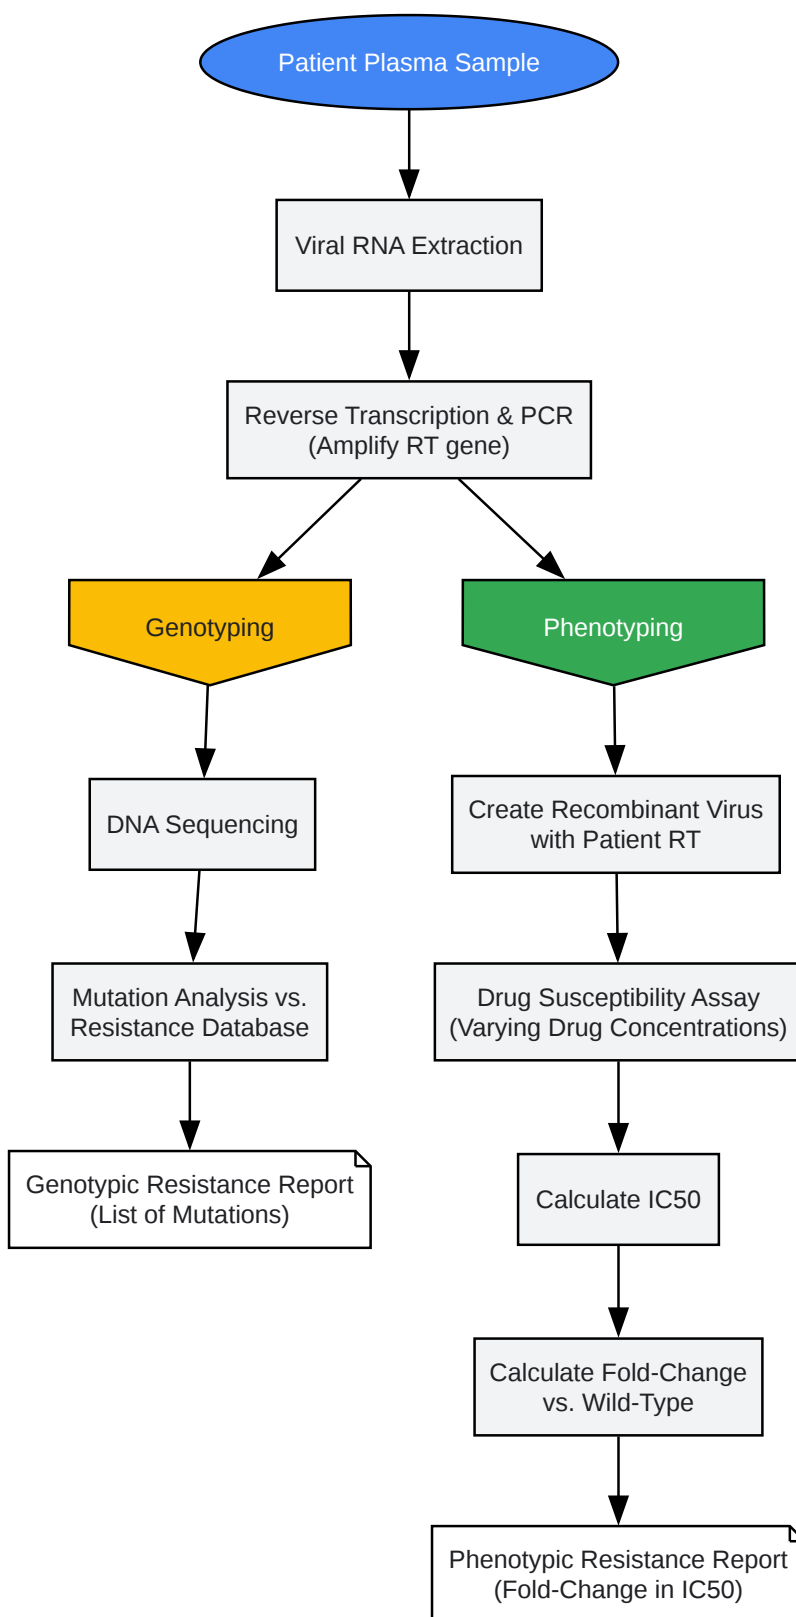 Patient Plasma Sample
Viral RNA Extraction
Reverse Transcription & PCR
(Amplify RT gene)
Genotyping
Phenotyping
DNA Sequencing
Create Recombinant Virus
with Patient RT
Mutation Analysis vs.
Resistance Database
Drug Susceptibility Assay
(Varying Drug Concentrations)
Genotypic Resistance Report
(List of Mutations)
Calculate IC50
Calculate Fold-Change
vs. Wild-Type
Phenotypic Resistance Report
(Fold-Change in IC50)